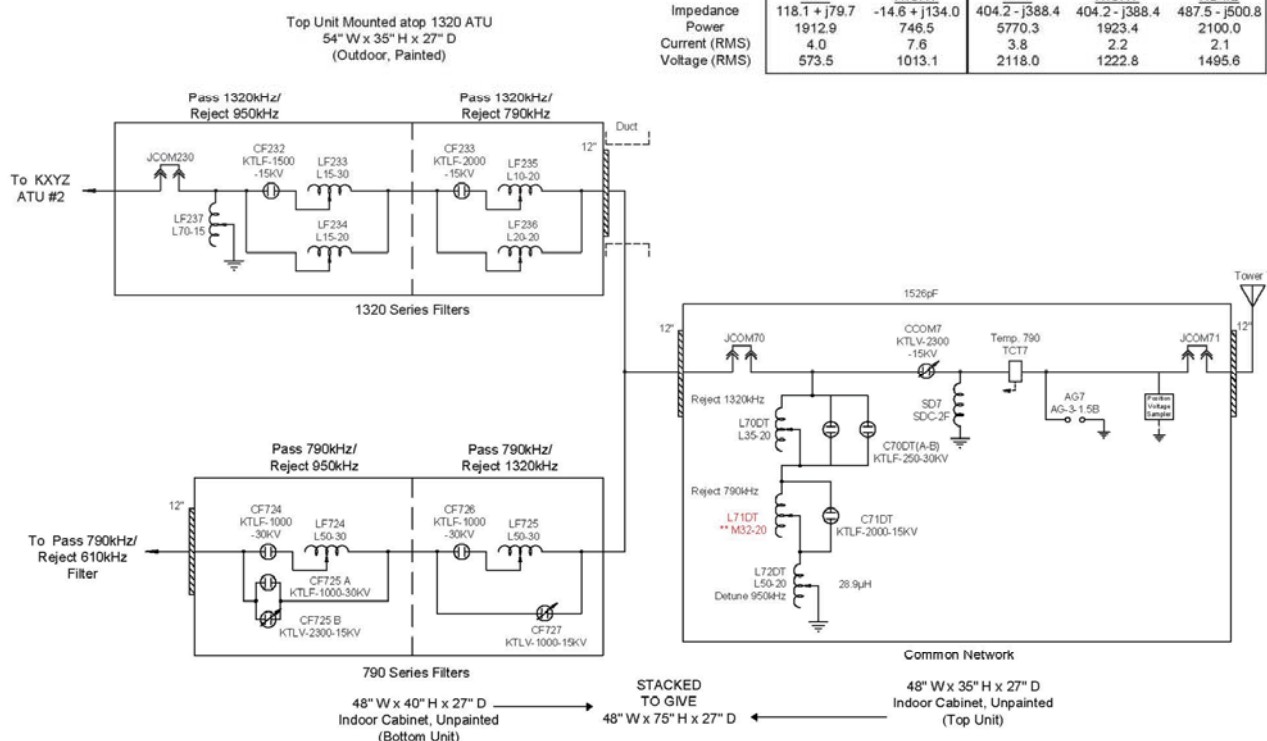 Top Unit Mounted atop 1320 ATU
54" W x 35" H x 27" D
(Outdoor, Painted)
Impedance 118.1 + j79.7 -14.6 + j134.0 404.2 - j388.4 404.2 - j388.4 487.5 - j500.8
Power 1912.9 746.5 5770.3 1923.4 2100.0
Current (RMS) 4.0 7.6 3.8 2.2 2.1
Voltage (RMS) 573.5 1013.1 2118.0 1222.8 1495.6
Pass 1320kHz/
Reject 950kHz
Pass 1320kHz/
Reject 790kHz
Duct
12"
To KXYZ
ATU #2
JCOM230
CF232
KTLF-1500
-15KV
LF233
L15-30
CF233
KTLF-2000
-15KV
LF235
L10-20
LF237
L70-15
LF234
L15-20
LF236
L20-20
1320 Series Filters
Tower
1526pF
12"
JCOM70
CCOM7
KTLV-2300
-15KV
Temp. 790
TCT7
JCOM71
12"
SD7
SDC-2F
AG7
AG-3-1.5B
Position
Voltage
Sampler
Reject 1320kHz
L70DT
L35-20
C70DT(A-B)
KTLF-250-30KV
Reject 790kHz
L71DT
** M32-20
C71DT
KTLF-2000-15KV
L72DT
L50-20
Detune 950kHz
28.9µH
Common Network
Pass 790kHz/
Reject 950kHz
Pass 790kHz/
Reject 1320kHz
12"
To Pass 790kHz/
Reject 610kHz
Filter
CF724
KTLF-1000
-30KV
LF724
L50-30
CF726
KTLF-1000
-30KV
LF725
L50-30
CF725 A
KTLF-1000-30KV
CF725 B
KTLV-2300-15KV
CF727
KTLV-1000-15KV
790 Series Filters
48" W x 40" H x 27" D
Indoor Cabinet, Unpainted
(Bottom Unit)
STACKED
TO GIVE
48" W x 75" H x 27" D
48" W x 35" H x 27" D
Indoor Cabinet, Unpainted
(Top Unit)